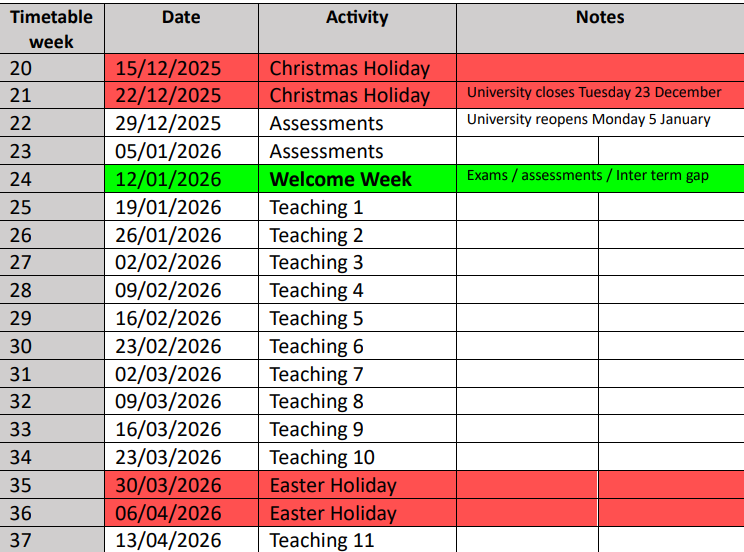 Timetable week Date Activity Notes
20 15/12/2025 Christmas Holiday
21 22/12/2025 Christmas Holiday University closes Tuesday 23 December
22 29/12/2025 Assessments University reopens Monday 5 January
23 05/01/2026 Assessments
24 12/01/2026 Welcome Week Exams / assessments / Inter term gap
25 19/01/2026 Teaching 1
26 26/01/2026 Teaching 2
27 02/02/2026 Teaching 3
28 09/02/2026 Teaching 4
29 16/02/2026 Teaching 5
30 23/02/2026 Teaching 6
31 02/03/2026 Teaching 7
32 09/03/2026 Teaching 8
33 16/03/2026 Teaching 9
34 23/03/2026 Teaching 10
35 30/03/2026 Easter Holiday
36 06/04/2026 Easter Holiday
37 13/04/2026 Teaching 11